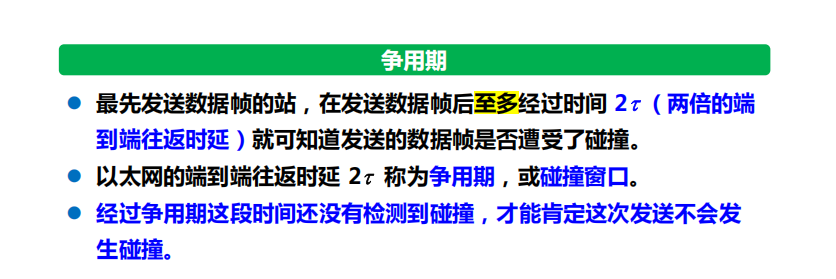 争用期
最先发送数据帧的站，在发送数据帧后至多经过时间 2τ（两倍的端
到端往返时延）就可知道发送的数据帧是否遭受了碰撞。
以太网的端到端往返时延 2τ 称为争用期，或碰撞窗口。
经过争用期这段时间还没有检测到碰撞，才能肯定这次发送不会发
生碰撞。